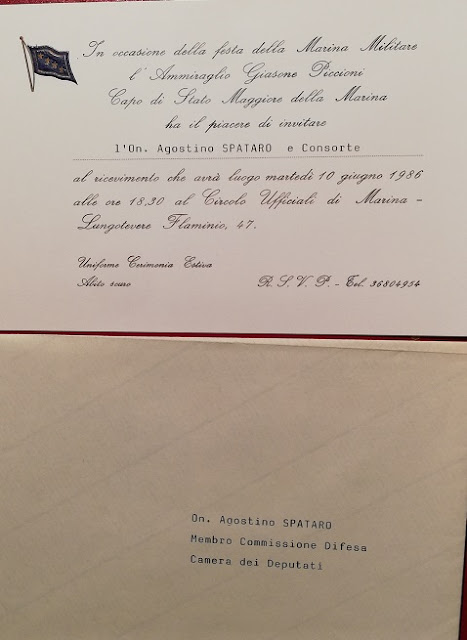 In occasione della festa della Marina Militare
l'Ammiraglio Giasone Piccioni
Capo di Stato Maggiore della Marina
ha il piacere di invitare
l'On. Agostino SPATARO e Consorte
al ricevimento che avrà luogo martedì 10 giugno 1986
alle ore 18,30 al Circolo Ufficiali di Marina -
Lungotevere Flaminio, 47.
Uniforme Cerimonia Estiva
Abito scuro
R. S. V. P. - Tel. 36804954
On. Agostino SPATARO
Membro Commissione Difesa
Camera dei Deputati